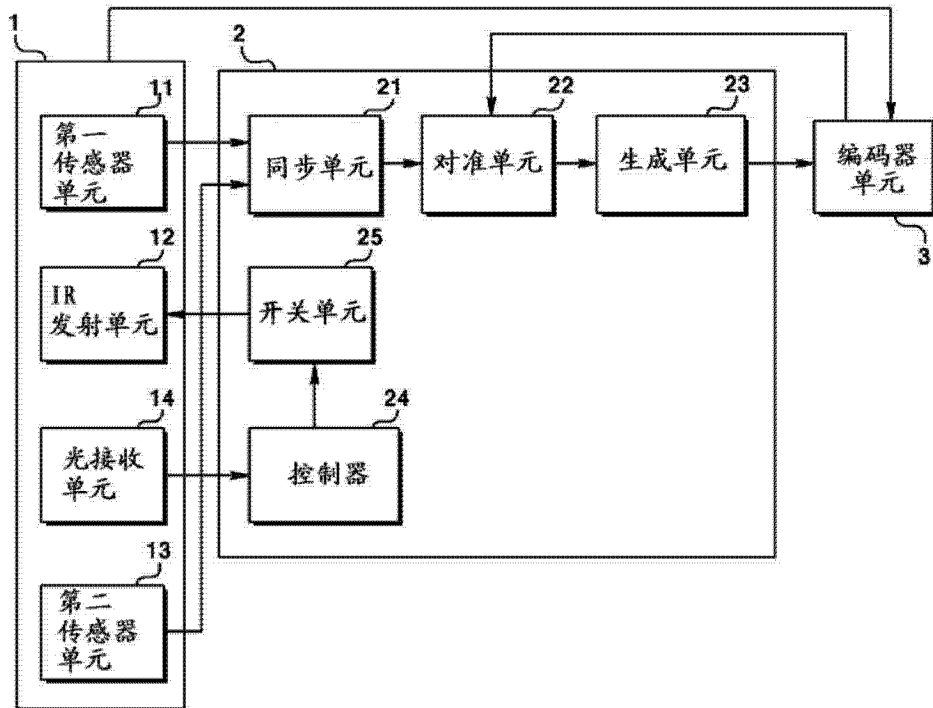 1
2
11
第一
传感器
单元
21
同步单元
22
对准单元
23
生成单元
编码器
单元
3
12
IR
发射单元
25
开关单元
14
光接收
单元
24
控制器
13
第二
传感器
单元